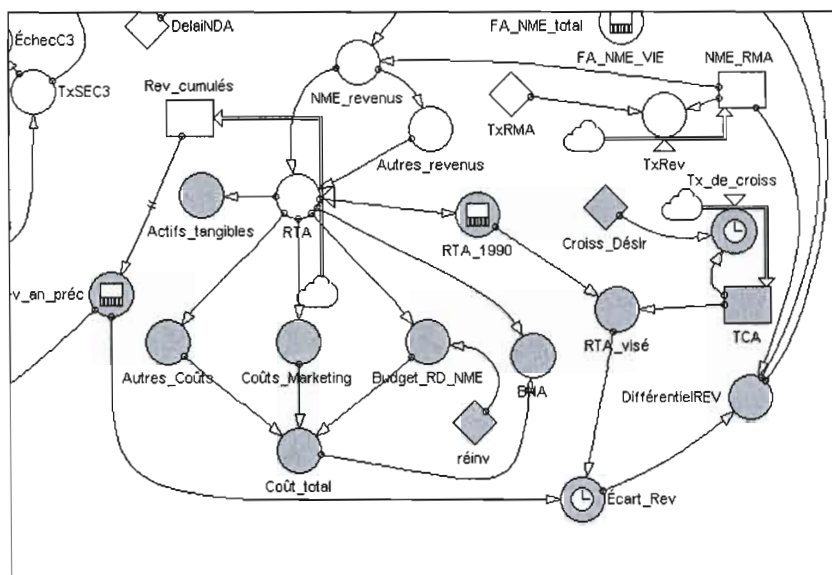 DelaiNDA
FA_NME_total
ÉchecC3
FA_NME_VIE
NME_RMA
TxSEC3
Rev_cumulés
NME_revenus
TxRMA
Autres_revenus
TxRev
Tx_de_croiss
Actifs_tangibles
RTA
RTA_1990
Croiss_Désir
v_an_préc
TCA
RTA_visé
Autres_Coûts
Coûts_Marketing
Budget_RD_NME
BNA
DifférentielREV
réinv
Coût_total
Écart_Rev